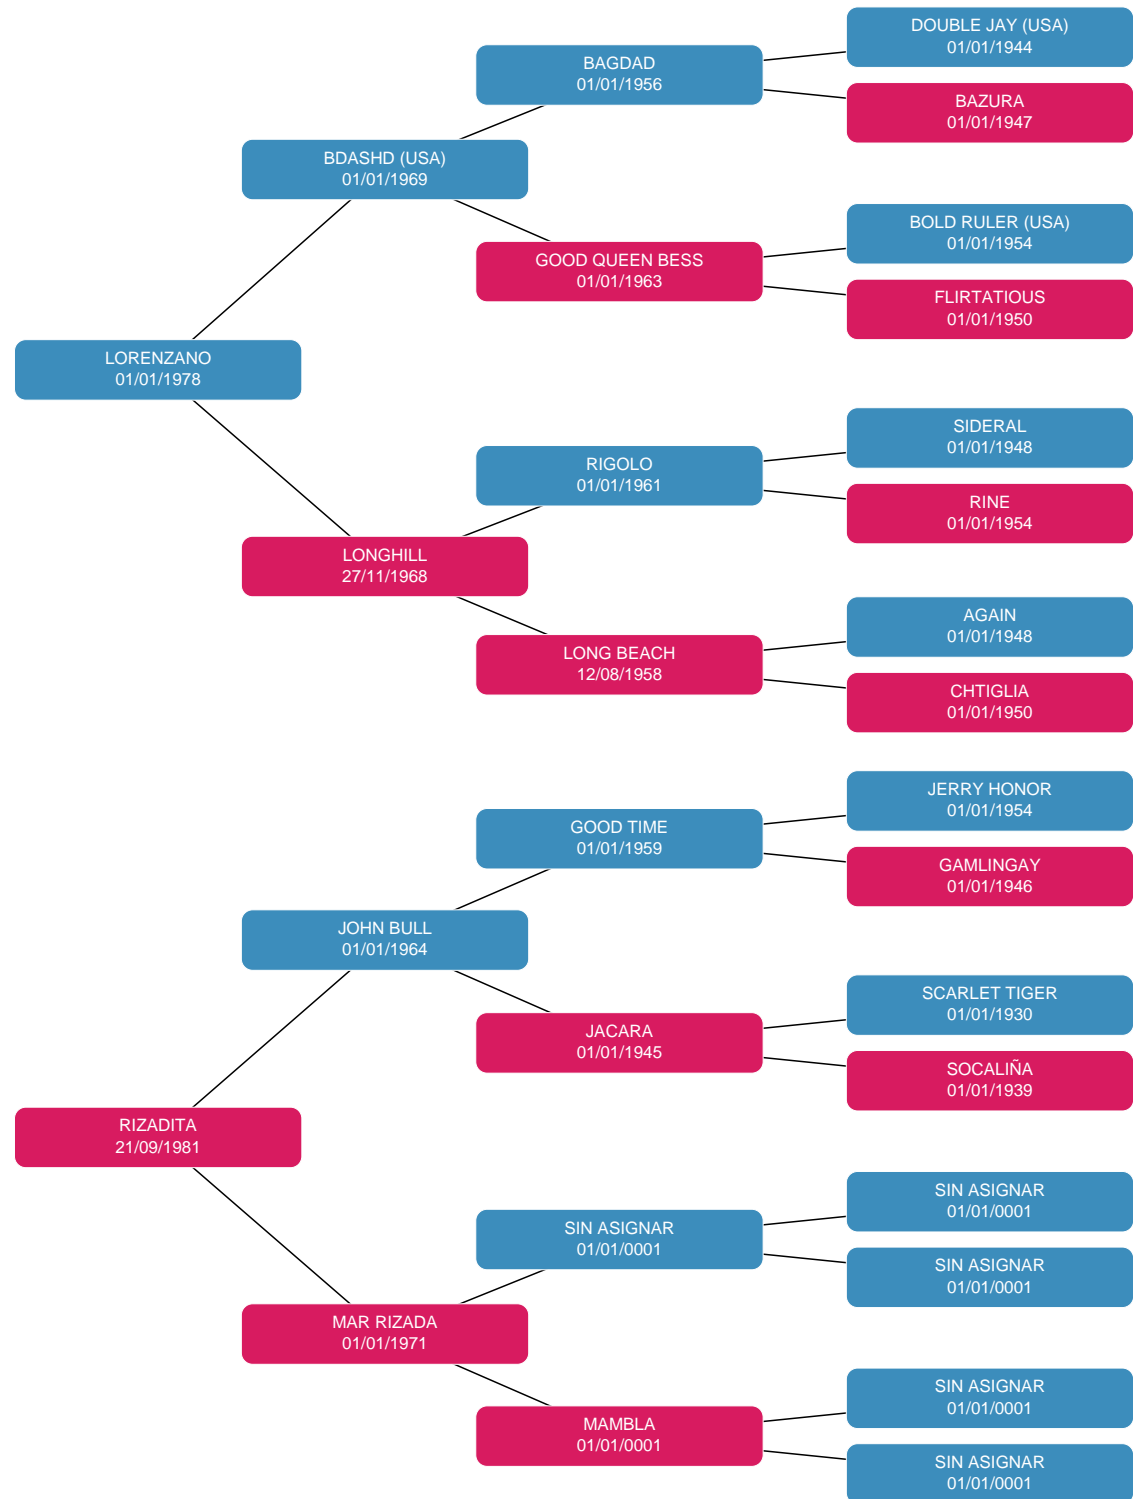 DOUBLE JAY (USA)
01/01/1944
BAGDAD
01/01/1956
BAZURA
01/01/1947
BDASHD (USA)
01/01/1969
BOLD RULER (USA)
01/01/1954
GOOD QUEEN BESS
01/01/1963
FLIRTATIOUS
01/01/1950
LORENZANO
01/01/1978
SIDERAL
01/01/1948
RIGOLO
01/01/1961
RINE
01/01/1954
LONGHILL
27/11/1968
AGAIN
01/01/1948
LONG BEACH
12/08/1958
CHTIGLIA
01/01/1950
JERRY HONOR
01/01/1954
GOOD TIME
01/01/1959
GAMLINGAY
01/01/1946
JOHN BULL
01/01/1964
SCARLET TIGER
01/01/1930
JACARA
01/01/1945
SOCALIÑA
01/01/1939
RIZADITA
21/09/1981
SIN ASIGNAR
01/01/0001
SIN ASIGNAR
01/01/0001
SIN ASIGNAR
01/01/0001
MAR RIZADA
01/01/1971
SIN ASIGNAR
01/01/0001
MAMBLA
01/01/0001
SIN ASIGNAR
01/01/0001